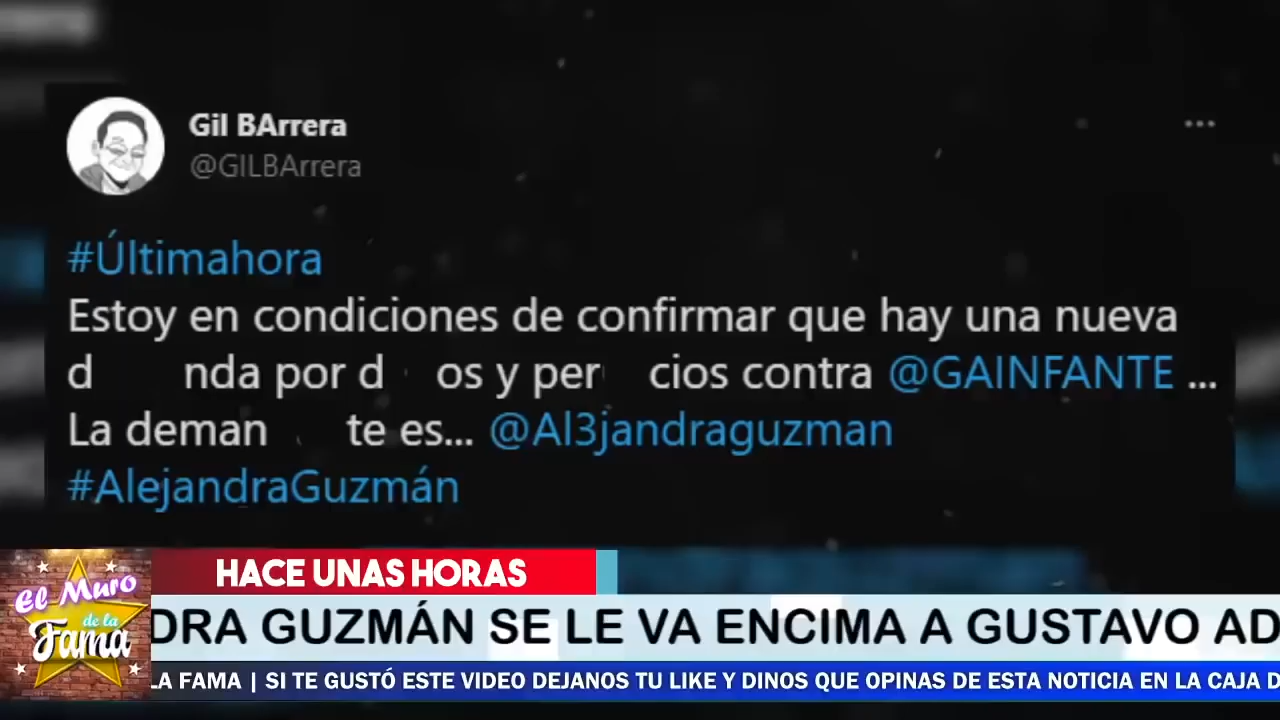 Gil BArrera
@GILBArrera
#Últimahora
Estoy en condiciones de confirmar que hay una nueva
d nda por d os y per cios contra @GAINFANTE ...
La deman te es... @Al3jandraguzman
#AlejandraGuzmán
El Muro
de la
Fama
HACE UNAS HORAS
DRA GUZMÁN SE LE VA ENCIMA A GUSTAVO AD
LA FAMA | SI TE GUSTÓ ESTE VIDEO DEJANOS TU LIKE Y DINOS QUE OPINAS DE ESTA NOTICIA EN LA CAJA D